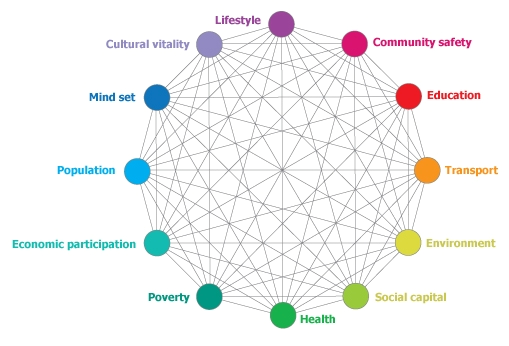 Lifestyle
Cultural vitality
Community safety
Mind set
Education
Population
Transport
Economic participation
Environment
Poverty
Social capital
Health